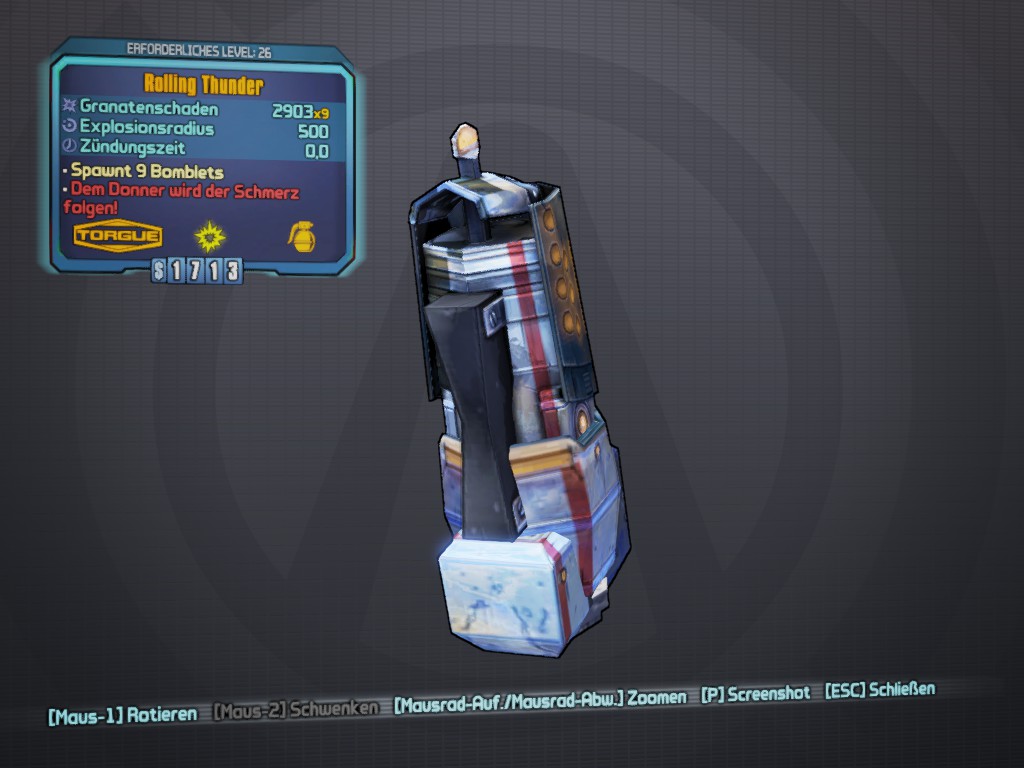 ERFORDERLICHES LEVEL: 26
Rolling Thunder
Granatenschaden 2903x9
Explosionsradius 500
Zündungszeit 0,0
• Spawnt 9 Bomblets
• Dem Donner wird der Schmerz
folgen!
TORGUE
$1713
[Maus-1] Rotieren [Maus-2] Schwenken [Mausrad-Auf./Mausrad-Abw.] Zoomen [P] Screenshot [ESC] Schließen